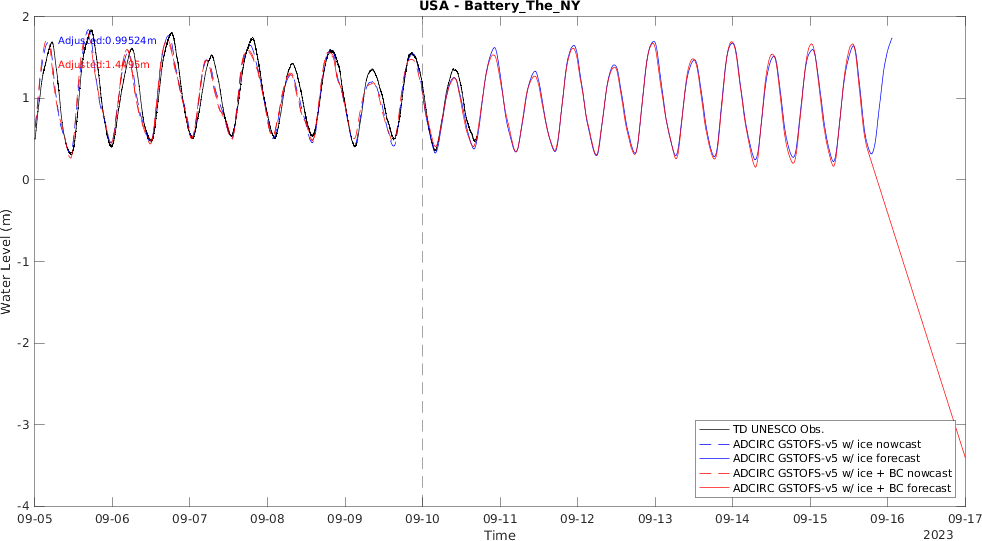 USA - Battery_The_NY
Adjusted:0.99524m
Water Level (m)
2
1
0
-1
-2
-3
-4
TD UNESCO Obs.
ADCIRC GSTOFS-v5 w/ ice nowcast
ADCIRC GSTOFS-v5 w/ ice forecast
ADCIRC GSTOFS-v5 w/ ice + BC nowcast
ADCIRC GSTOFS-v5 w/ ice + BC forecast
09-05 09-06 09-07 09-08 09-09 09-10 09-11 09-12 09-13 09-14 09-15 09-16 09-17
Time
2023